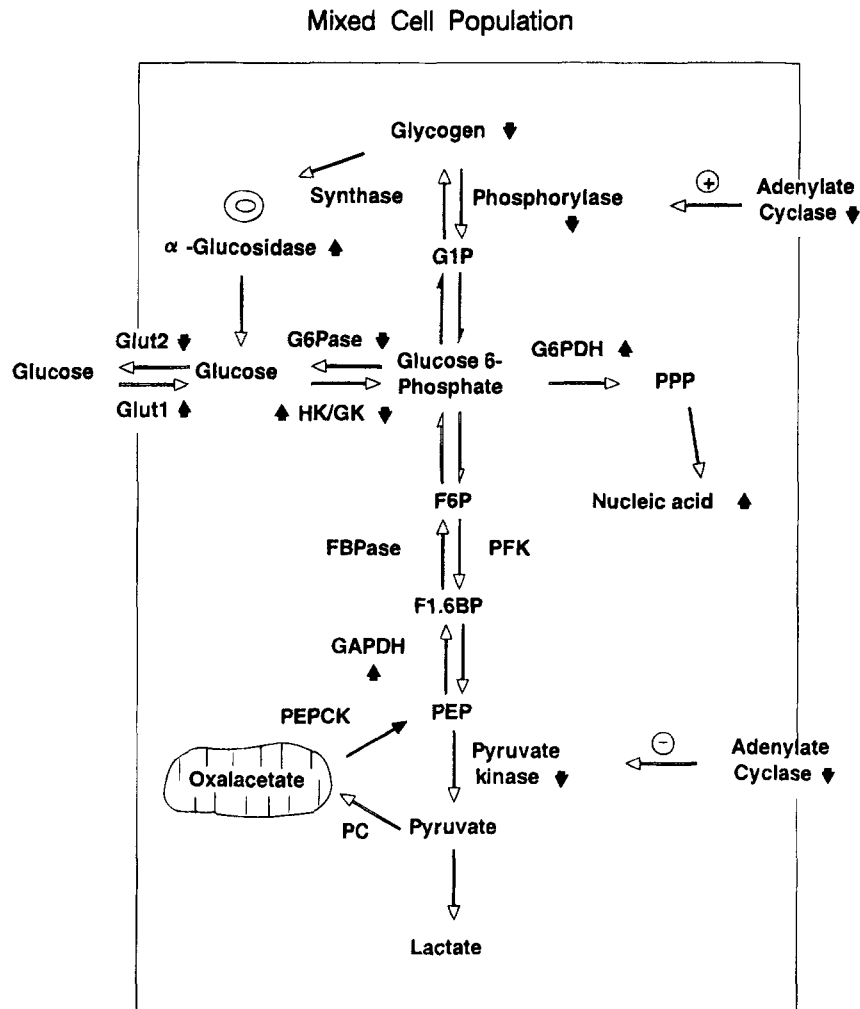 Mixed Cell Population
Glycogen
Synthase
Phosphorylase
+
Adenylate
Cyclase
α -Glucosidase
G1P
Glut2
G6Pase
G6PDH
Glucose
Glucose
Glucose 6-
Phosphate
PPP
Glut1
HK/GK
F6P
Nucleic acid
FBPase
PFK
F1.6BP
GAPDH
PEPCK
PEP
Oxalacetate
Pyruvate
kinase
−
Adenylate
Cyclase
PC
Pyruvate
Lactate